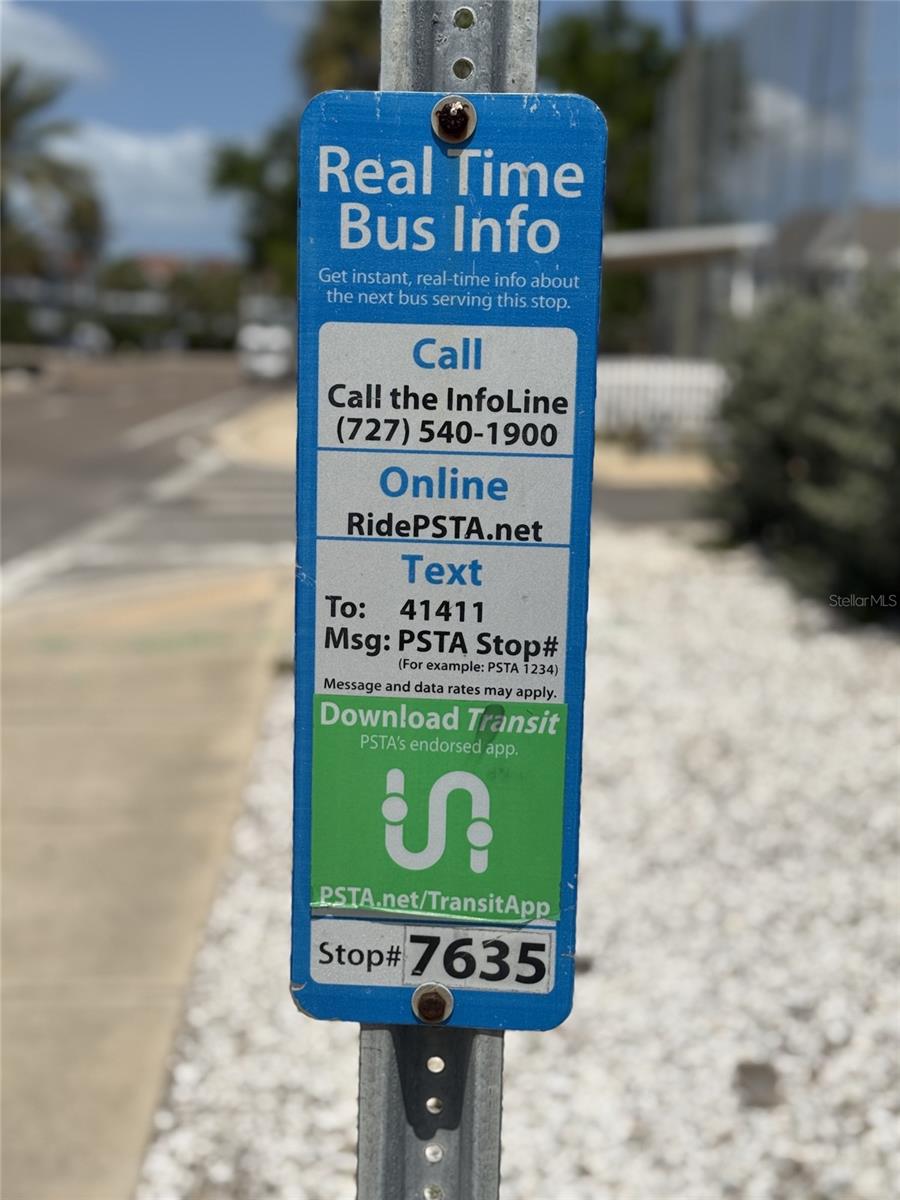 Real Time
Bus Info
Get instant, real-time info about
the next bus serving this stop.
Call
Call the InfoLine
(727) 540-1900
Online
RidePSTA.net
Text
To: 41411
Msg: PSTA Stop#
(For example: PSTA 1234)
Message and data rates may apply.
Download Transit
PSTA's endorsed app.
PSTA.net/TransitApp
Stop# 7635
StellarMLS